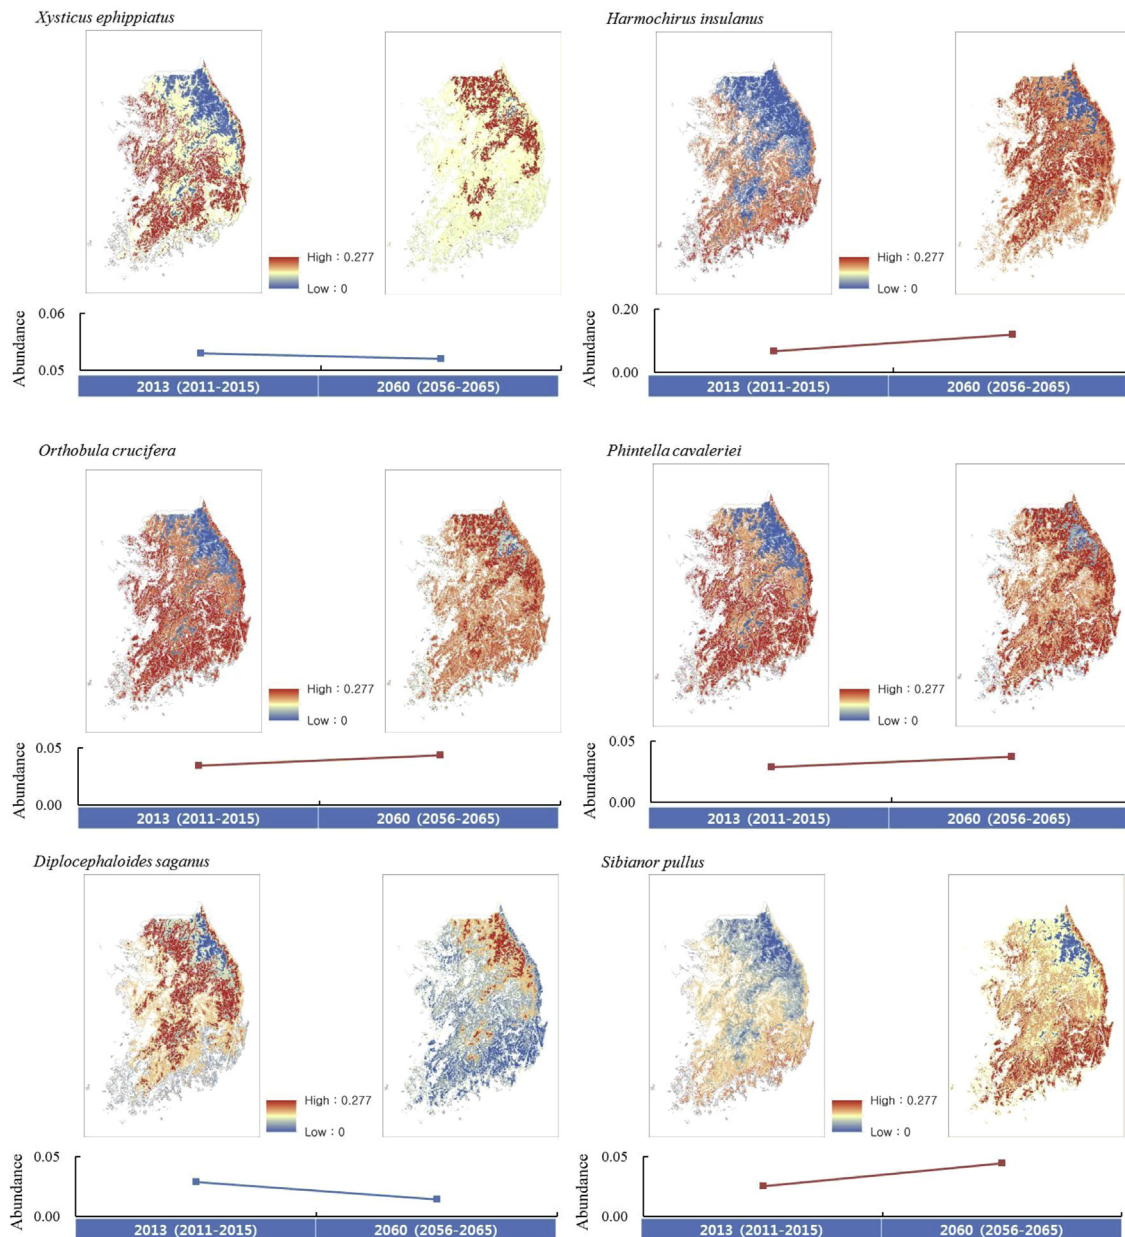 Xysticus ephippiatus
High : 0.277
Low : 0
Abundance
0.06
0.05
2013 (2011-2015)
2060 (2056-2065)
Harmochirus insulanus
High : 0.277
Low : 0
Abundance
0.20
0.00
2013 (2011-2015)
2060 (2056-2065)
Orthobula crucifera
High : 0.277
Low : 0
Abundance
0.05
0.00
2013 (2011-2015)
2060 (2056-2065)
Phintella cavaleriei
High : 0.277
Low : 0
Abundance
0.05
0.00
2013 (2011-2015)
2060 (2056-2065)
Diplocephaloides saganus
High : 0.277
Low : 0
Abundance
0.05
0.00
2013 (2011-2015)
2060 (2056-2065)
Sibianor pullus
High : 0.277
Low : 0
Abundance
0.05
0.00
2013 (2011-2015)
2060 (2056-2065)